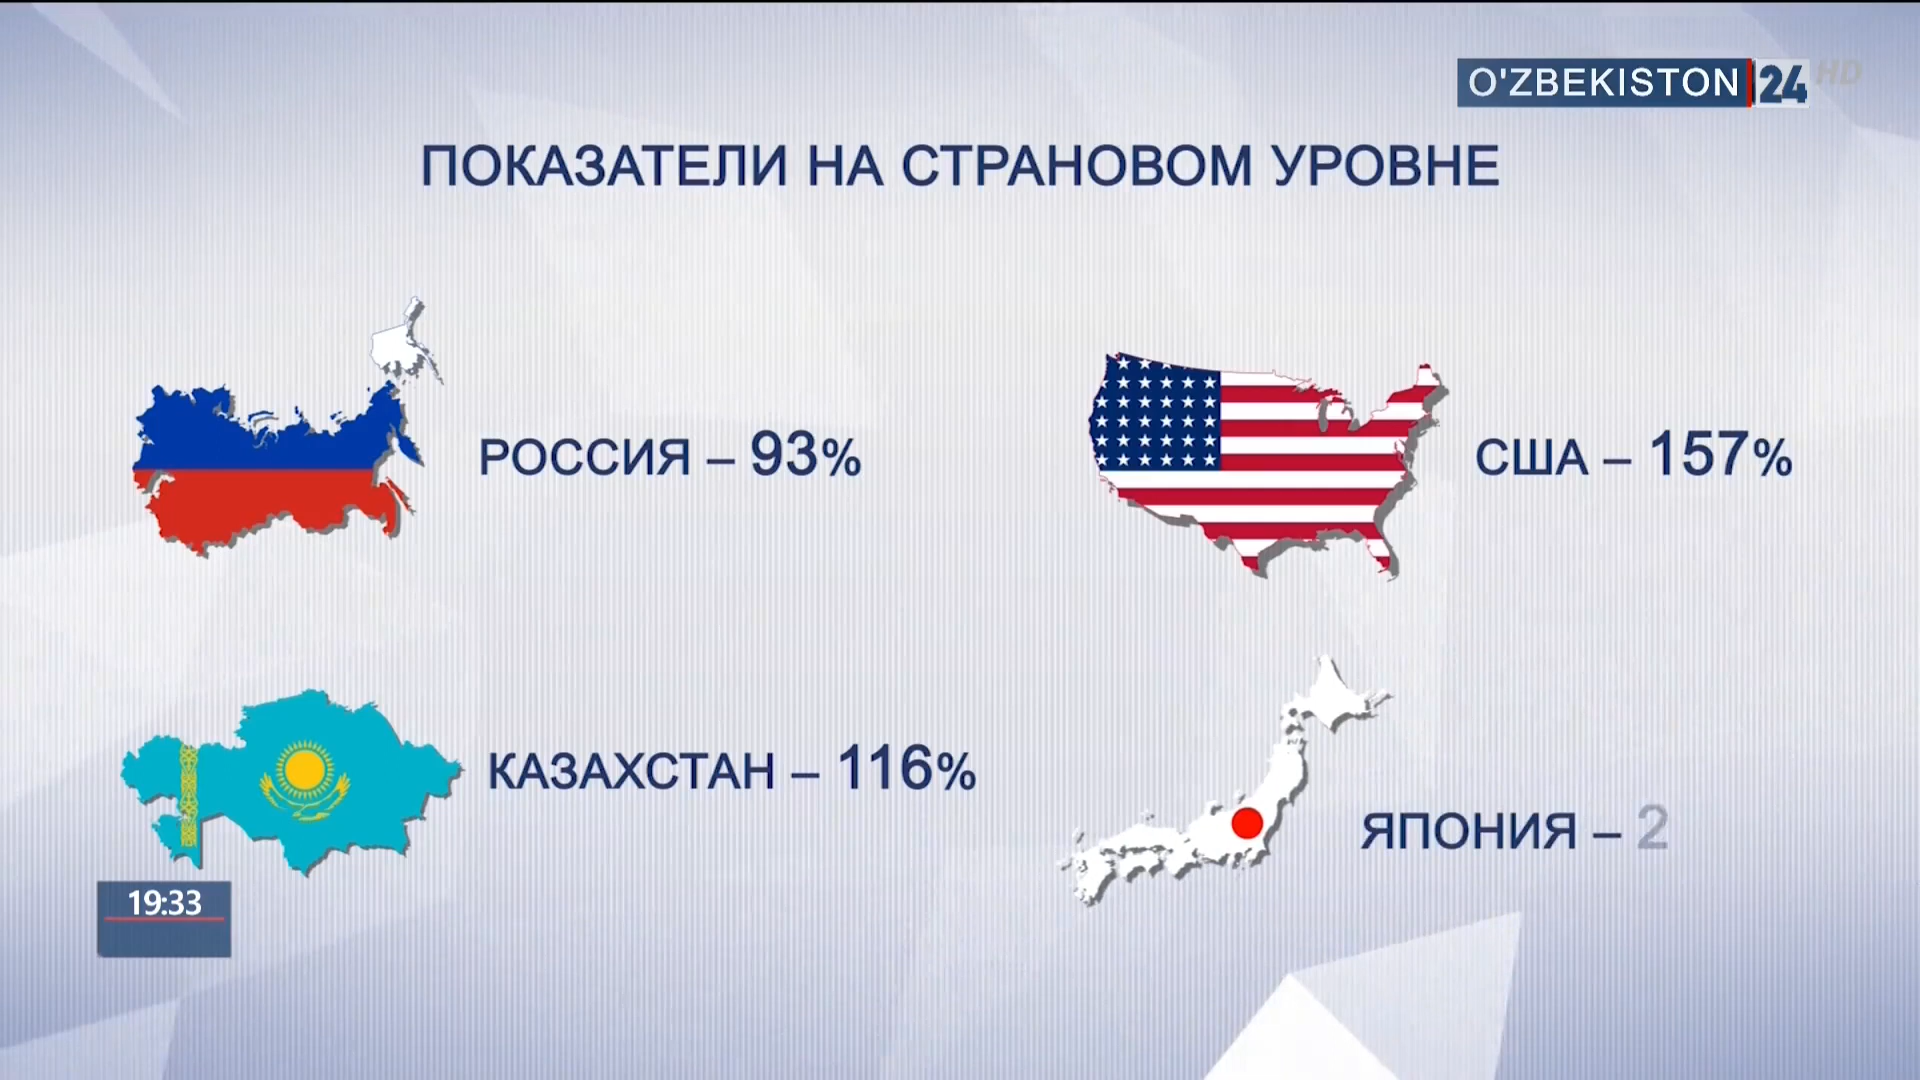 O'ZBEKISTON 24 HD
ПОКАЗАТЕЛИ НА СТРАНОВОМ УРОВНЕ
РОССИЯ – 93%
США – 157%
КАЗАХСТАН – 116%
ЯПОНИЯ – 2
19:33